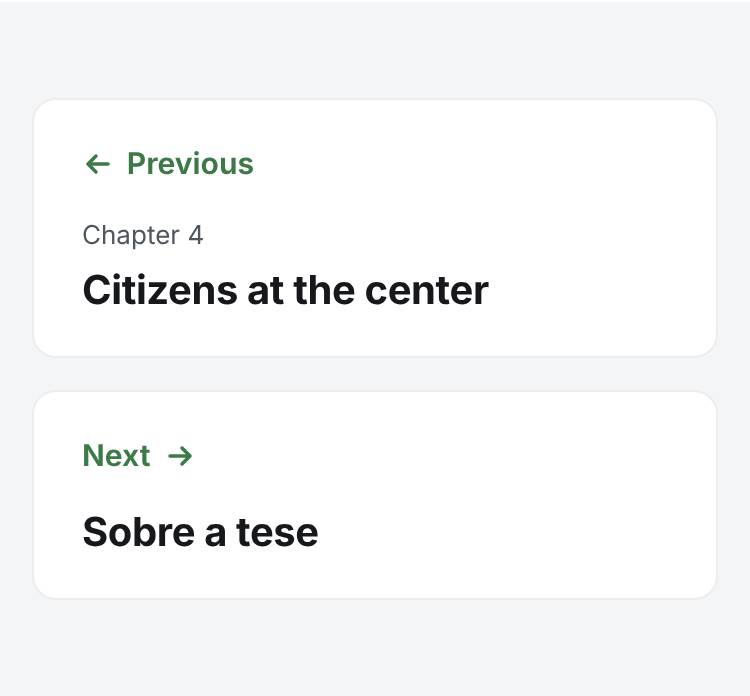 ← Previous
Chapter 4
Citizens at the center
Next →
Sobre a tese